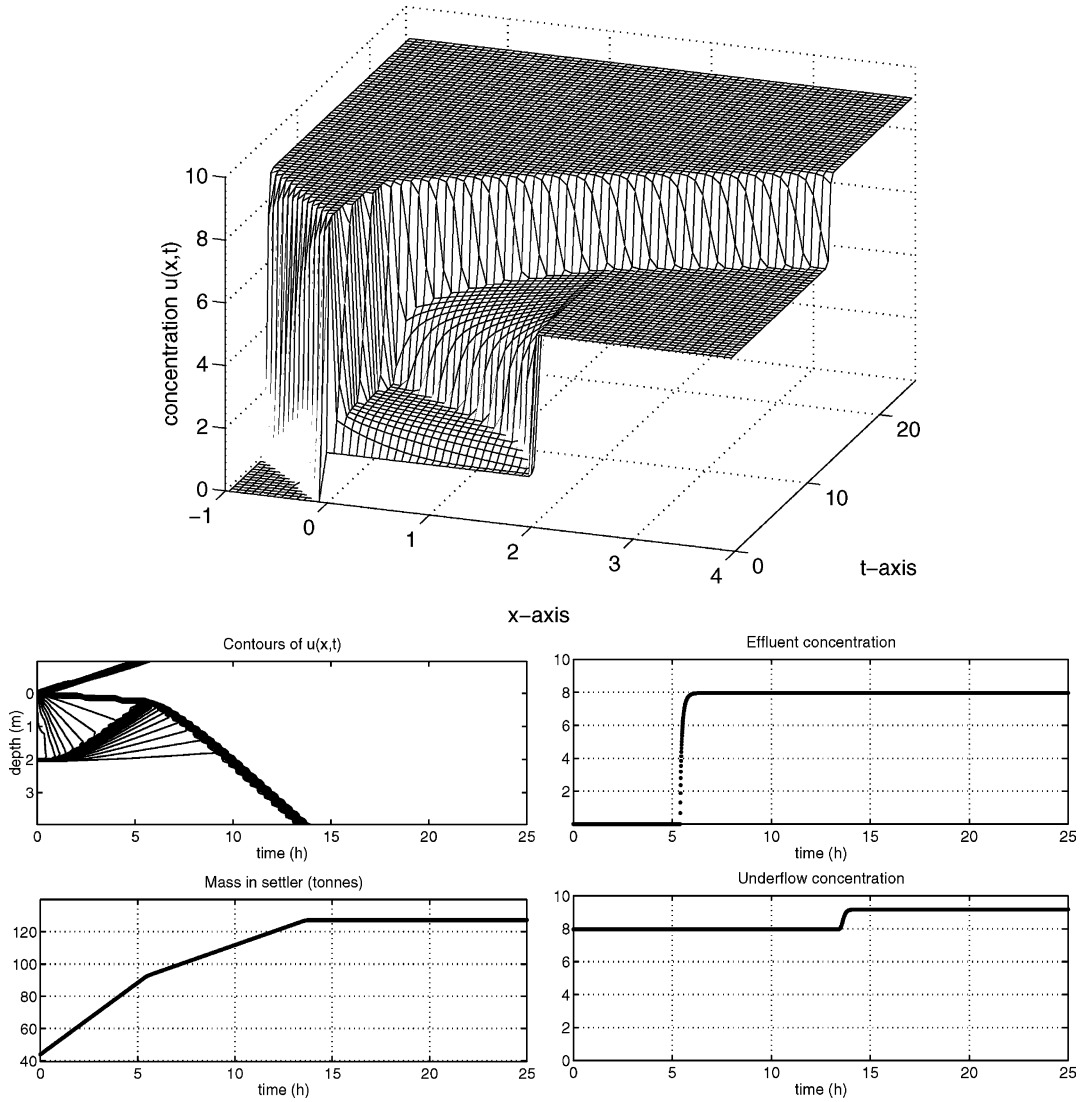 10
8
6
4
2
0
concentration u(x,t)
−1
0
1
2
3
4
0
10
20
t−axis
x−axis
Contours of u(x,t)
0
1
2
3
depth (m)
0 5 10 15 20 25
time (h)
Effluent concentration
10
8
6
4
2
0 5 10 15 20 25
time (h)
Mass in settler (tonnes)
120
100
80
60
40
0 5 10 15 20 25
time (h)
Underflow concentration
10
8
6
4
2
0
0 5 10 15 20 25
time (h)